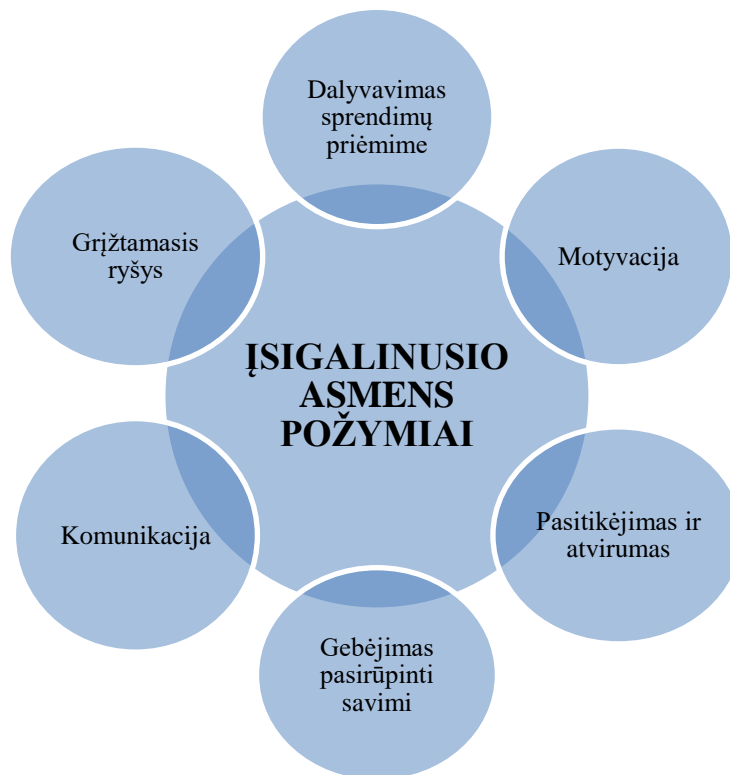 Dalyvavimas
sprendimų
priėmime
Grįžtamasis
ryšys
Motyvacija
ĮSIGALINUSIO
ASMENS
POŽYMIAI
Komunikacija
Pasitikėjimas ir
atvirumas
Gebėjimas
pasirūpinti
savimi